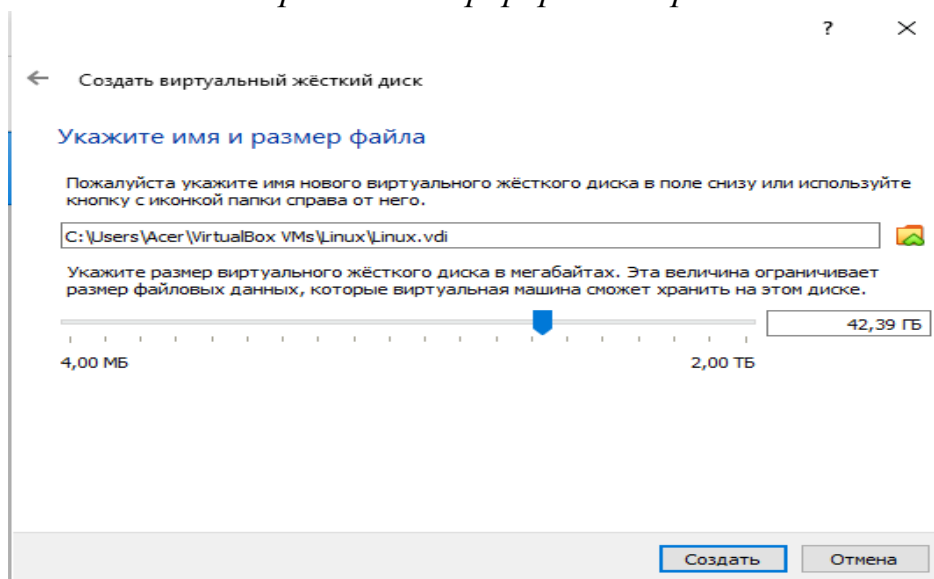 ?
Создать виртуальный жёсткий диск
Укажите имя и размер файла
Пожалуйста укажите имя нового виртуального жёсткого диска в поле снизу или используйте
кнопку с иконкой папки справа от него.
C:\Users\Acer\VirtualBox VMs\Linux\Linux.vdi
Укажите размер виртуального жёсткого диска в мегабайтах. Эта величина ограничивает
размер файловых данных, которые виртуальная машина сможет хранить на этом диске.
42,39 ГБ
4,00 МБ 2,00 ТБ
Создать Отмена